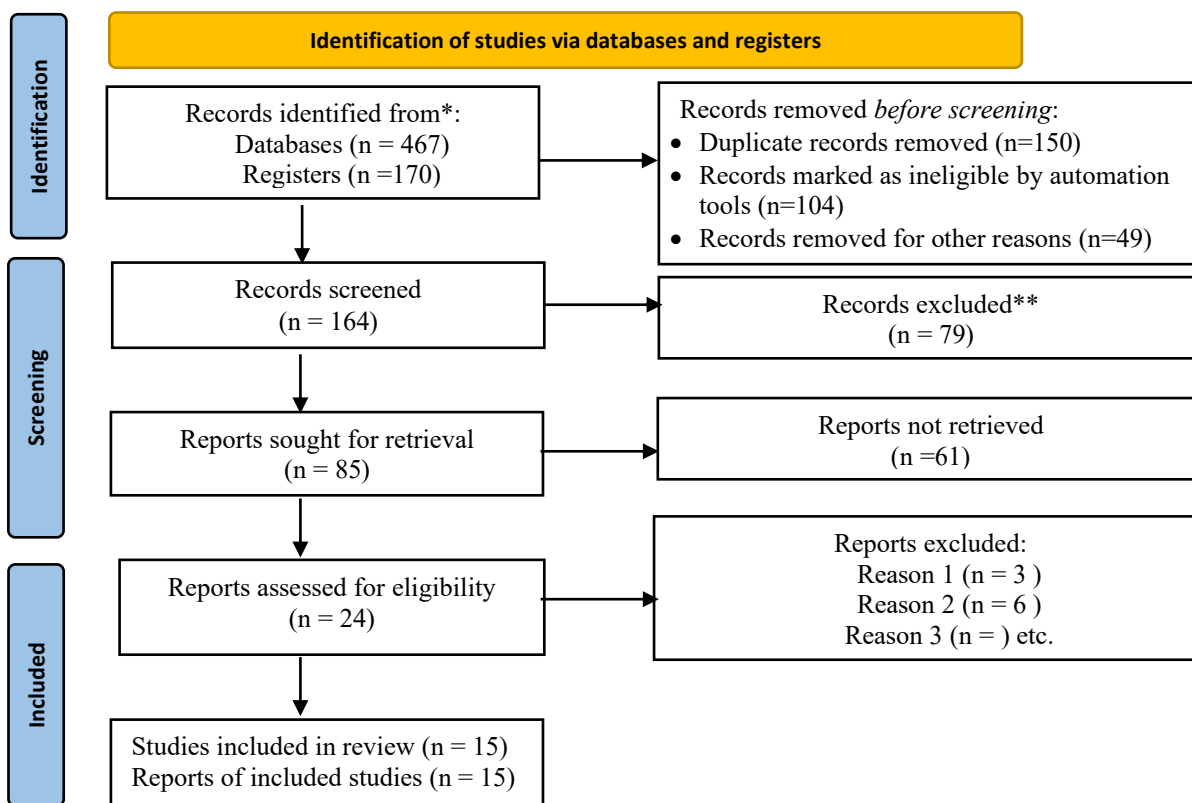 Identification of studies via databases and registers
Identification
Records identified from*:
Databases (n = 467)
Registers (n =170)
Records removed before screening:
• Duplicate records removed (n=150)
• Records marked as ineligible by automation
tools (n=104)
• Records removed for other reasons (n=49)
Screening
Records screened
(n = 164)
Records excluded**
(n = 79)
Reports sought for retrieval
(n = 85)
Reports not retrieved
(n =61)
Reports assessed for eligibility
(n = 24)
Reports excluded:
Reason 1 (n = 3 )
Reason 2 (n = 6 )
Reason 3 (n = ) etc.
Included
Studies included in review (n = 15)
Reports of included studies (n = 15)